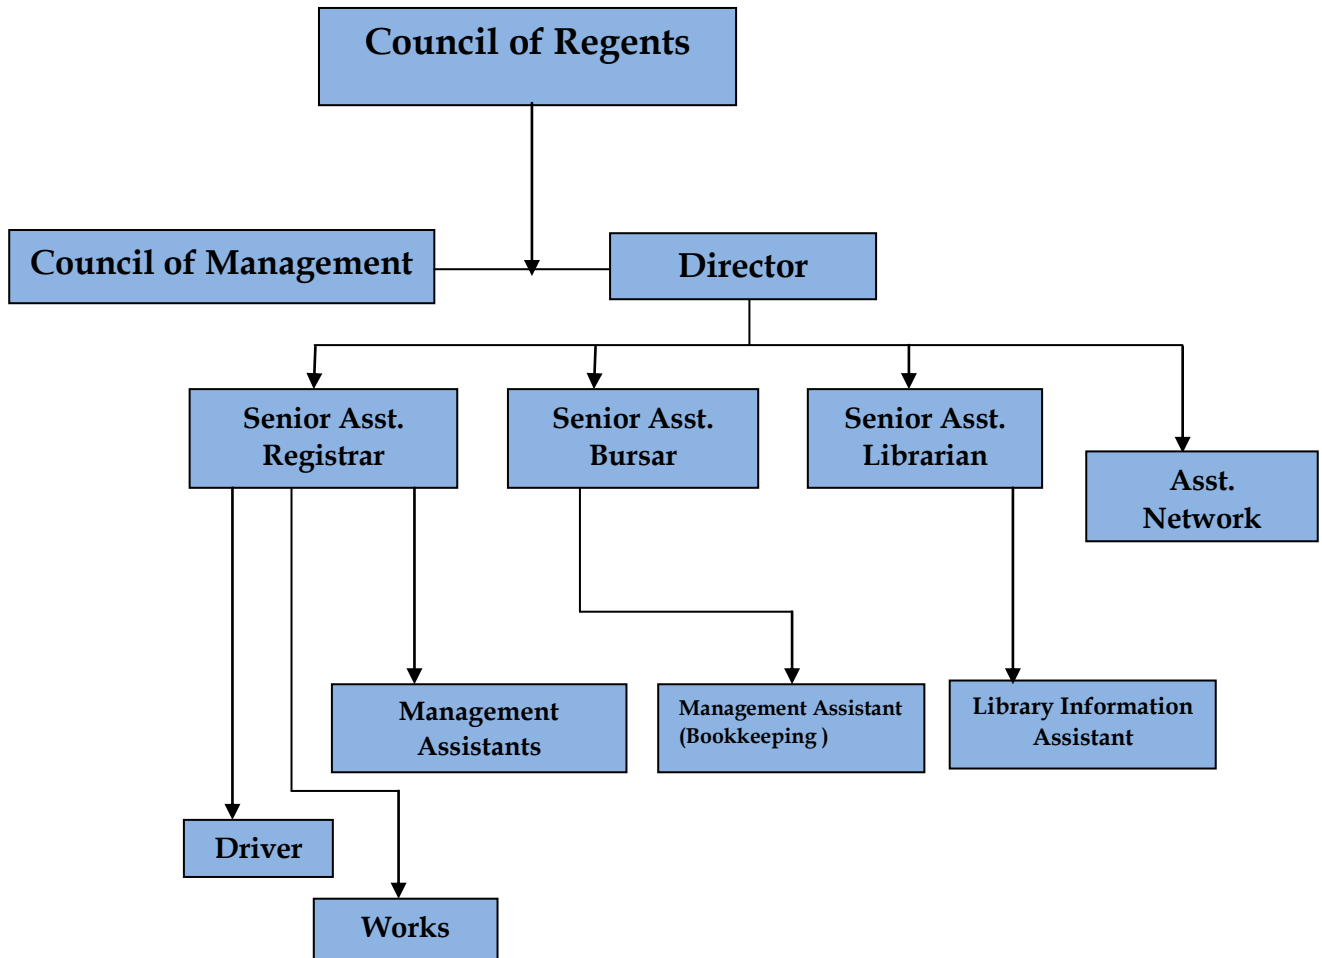 Council of Regents
Council of Management
Director
Senior Asst.
Registrar
Senior Asst.
Bursar
Senior Asst.
Librarian
Asst.
Network
Management
Assistants
Management Assistant
(Bookkeeping )
Library Information
Assistant
Driver
Works